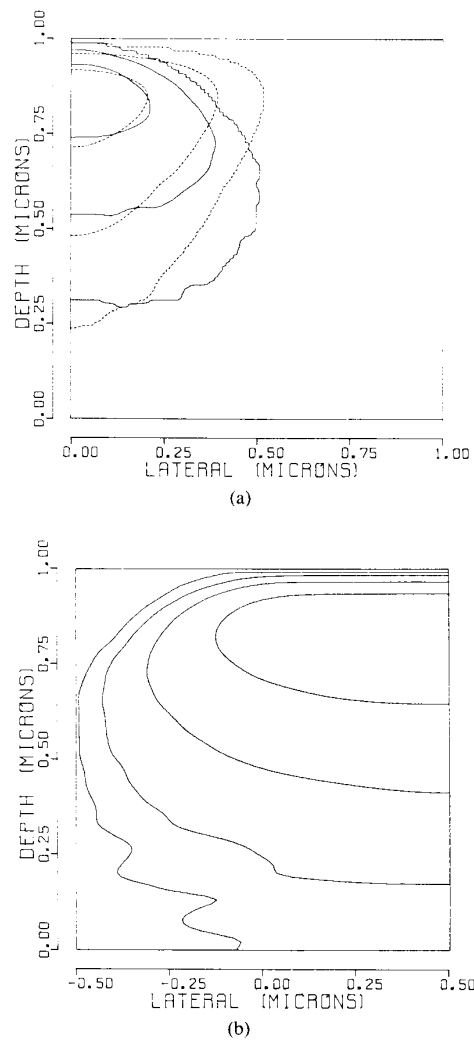 1.00
0.75
0.50
0.25
0.00
DEPTH (MICRONS)
0.00 0.25 0.50 0.75 1.00
LATERAL (MICRONS)
(a)
1.00
0.75
0.50
0.25
0.00
DEPTH (MICRONS)
-0.50 -0.25 0.00 0.25 0.50
LATERAL (MICRONS)
(b)